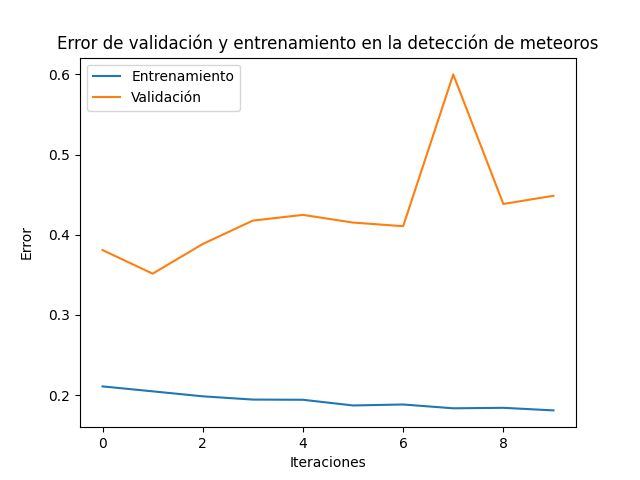 Error de validación y entrenamiento en la detección de meteoros
Entrenamiento
Validación
0.6
0.5
0.4
0.3
0.2
Error
0 2 4 6 8
Iteraciones